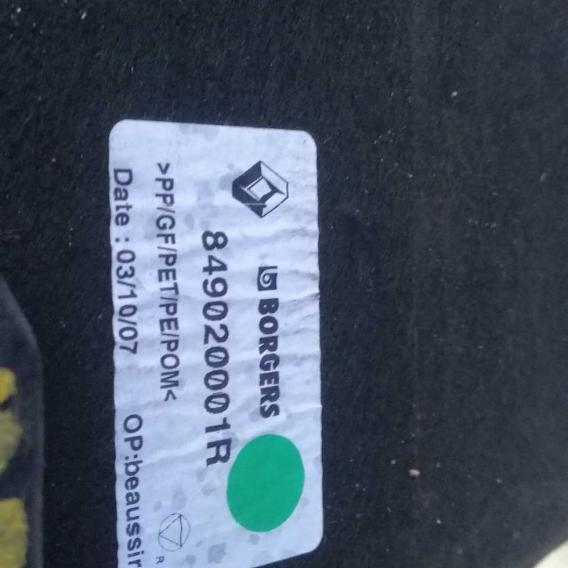 BORGERS
849020001R
>PP/GF/PET/PE/POM<
R
Date : 03/10/07 OP:beaussir